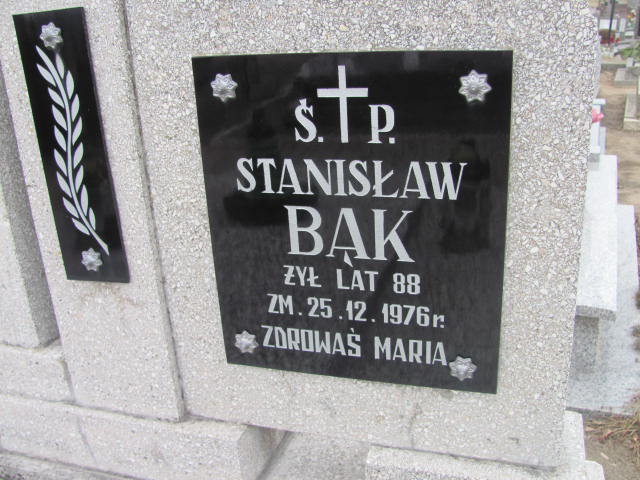 Ś. P.
STANISŁAW
BĄK
ŻYŁ LAT 88
ZM. 25.12.1976r.
ZDROWAŚ MARIA